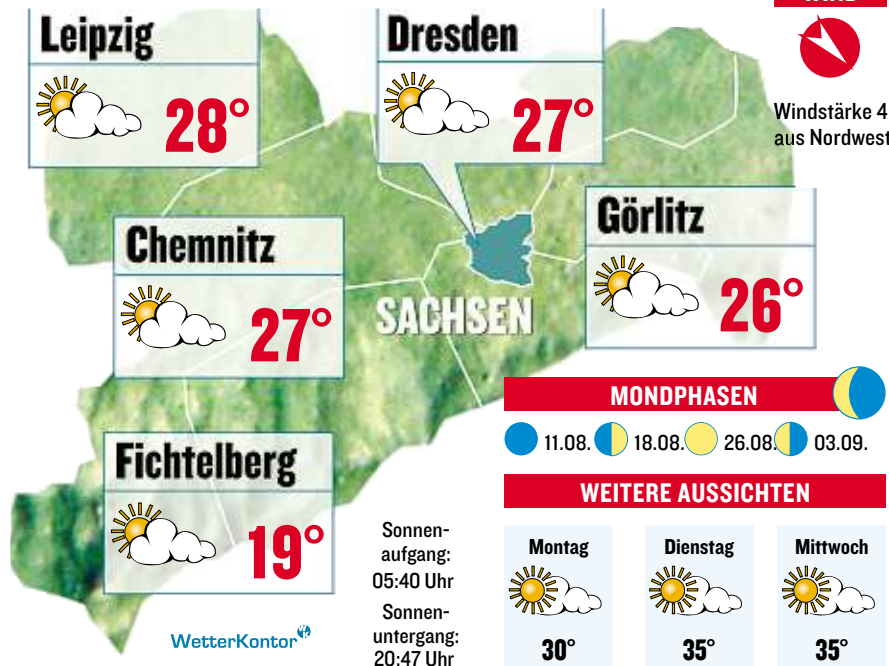 WIND
Leipzig
28°
Dresden
27°
Windstärke 4
aus Nordwest
Chemnitz
27°
Görlitz
26°
SACHSEN
Fichtelberg
19°
MONDPHASEN
11.08. 18.08. 26.08. 03.09.
WEITERE AUSSICHTEN
Montag
30°
Dienstag
35°
Mittwoch
35°
Sonnen-
aufgang:
05:40 Uhr
Sonnen-
untergang:
20:47 Uhr
WetterKontor